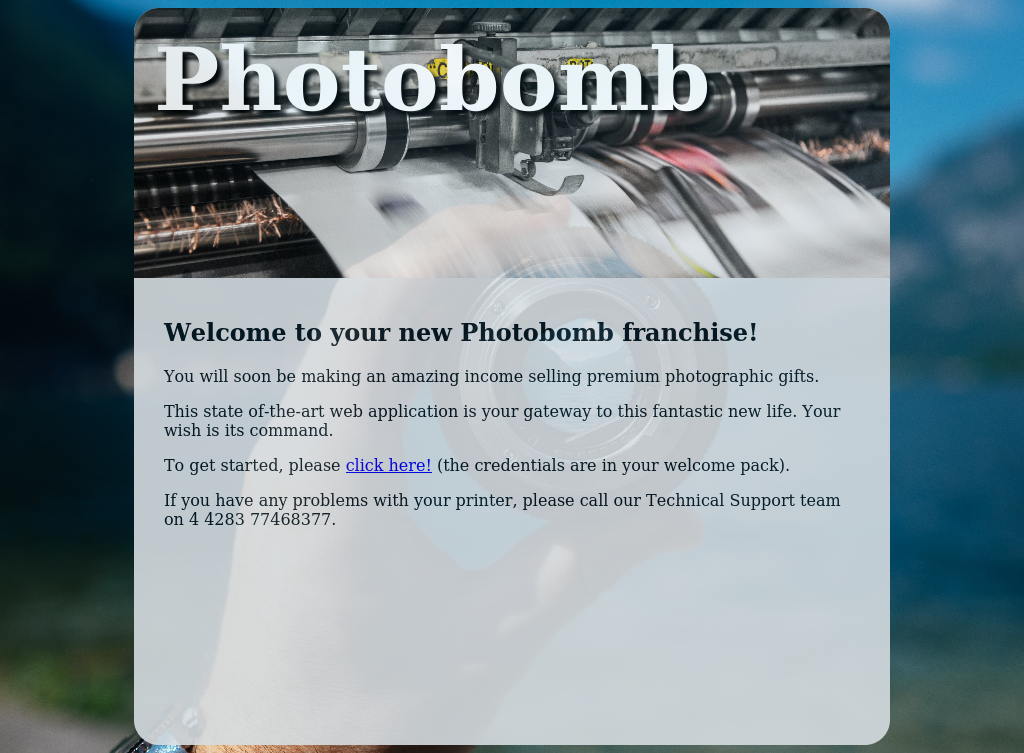 Photobomb
Welcome to your new Photobomb franchise!
You will soon be making an amazing income selling premium photographic gifts.
This state of-the-art web application is your gateway to this fantastic new life. Your
wish is its command.
To get started, please click here! (the credentials are in your welcome pack).
If you have any problems with your printer, please call our Technical Support team
on 4 4283 77468377.